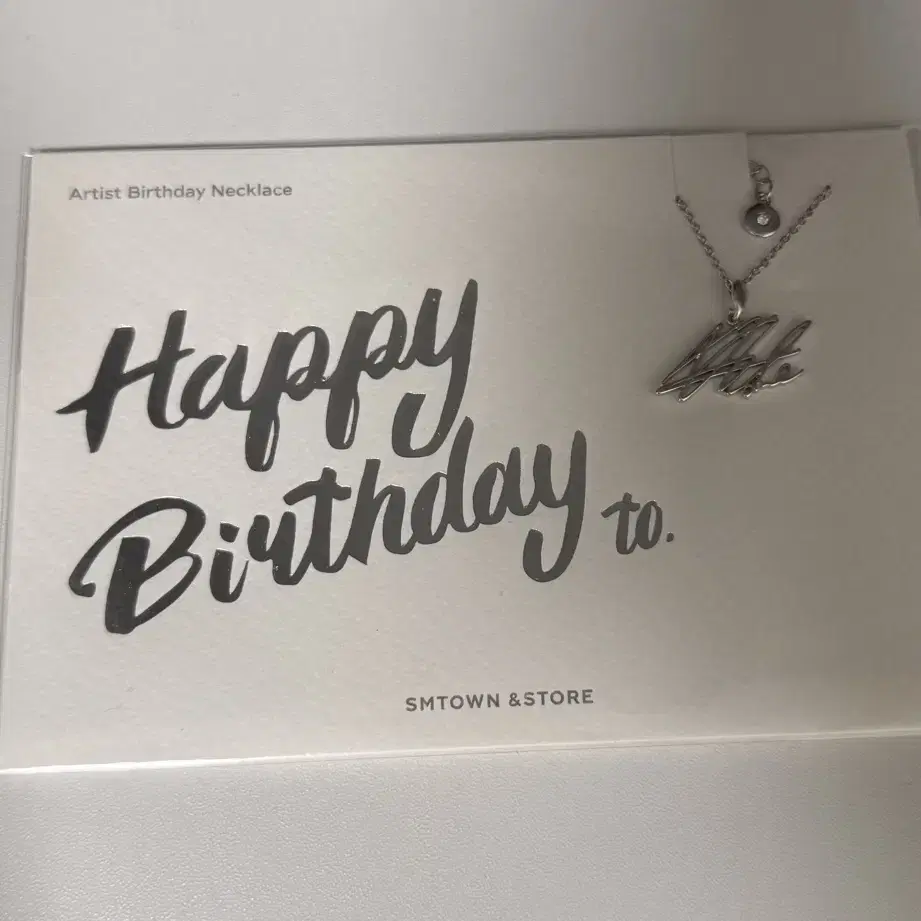 Artist Birthday Necklace
Happy
Birthday to.
SMTOWN &STORE